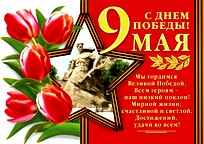 С ДНЕМ
ПОБЕДЫ!
9 МАЯ
Мы гордимся
Великой Победой,
Всем героям -
наш низкий поклон!
Мирной жизни,
счастливой и светлой,
Достижений,
удачи во всем!